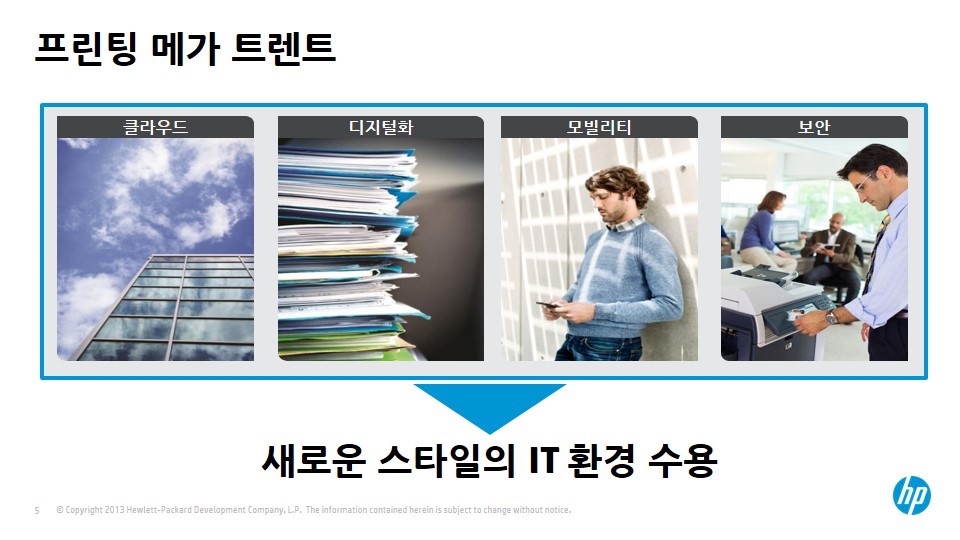 프린팅 메가 트렌트
클라우드
디지털화
모빌리티
보안
새로운 스타일의 IT 환경 수용
hp
5 © Copyright 2013 Hewlett-Packard Development Company, L.P. The information contained herein is subject to change without notice.